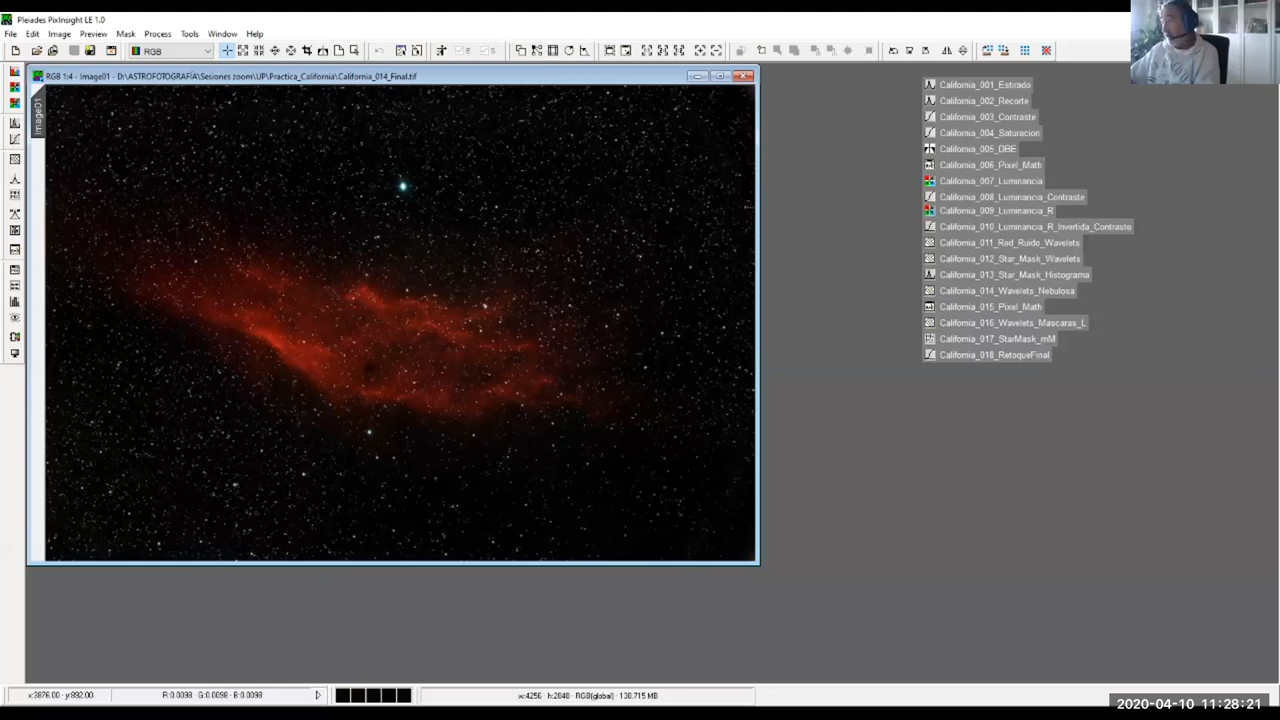 Pleiades PixInsight LE 1.0
File Edit Image Preview Mask Process Tools Window Help
RGB
E
S
RGB 1:4 - Image01 - D:\ASTROFOTOGRAFÍA\Sesiones zoom\UP\Practica_California\California_014_Final.tif
Image01
California_001_Estirado
California_002_Recorte
California_003_Contraste
California_004_Saturacion
California_005_DBE
California_006_Pixel_Math
California_007_Luminancia
California_008_Luminancia_Contraste
California_009_Luminancia_R
California_010_Luminancia_R_Invertida_Contraste
California_011_Red_Ruido_Wavelets
California_012_Star_Mask_Wavelets
California_013_Star_Mask_Histograma
California_014_Wavelets_Nebulosa
California_015_Pixel_Math
California_016_Wavelets_Mascaras_L
California_017_StarMask_mM
California_018_RetoqueFinal
x:3876.00 · y:892.00
R:0.0098 · G:0.0098 · B:0.0098
w:4256 · h:2848 · RGB(global) · 138.715 MB
2020-04-10 11:28:21